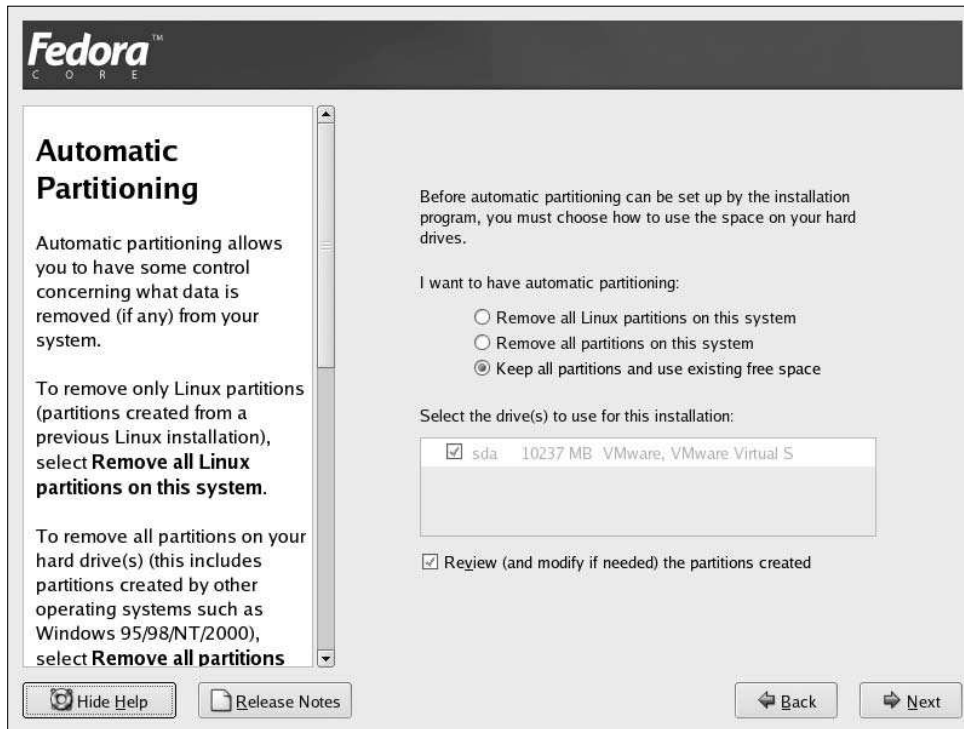 Fedora™
CORE
Automatic
Partitioning
Automatic partitioning allows
you to have some control
concerning what data is
removed (if any) from your
system.
To remove only Linux partitions
(partitions created from a
previous Linux installation),
select Remove all Linux
partitions on this system.
To remove all partitions on your
hard drive(s) (this includes
partitions created by other
operating systems such as
Windows 95/98/NT/2000),
select Remove all partitions
Before automatic partitioning can be set up by the installation
program, you must choose how to use the space on your hard
drives.
I want to have automatic partitioning:
Remove all Linux partitions on this system
Remove all partitions on this system
Keep all partitions and use existing free space
Select the drive(s) to use for this installation:
sda 10237 MB VMware, VMware Virtual S
Review (and modify if needed) the partitions created
Hide Help
Release Notes
Back
Next